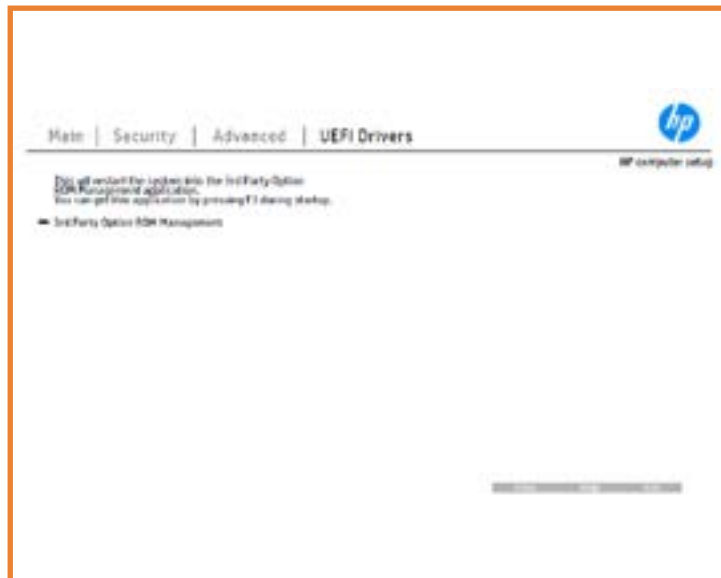 Main | Security | Advanced | UEFI Drivers
hp
HP computer setup
This will restart the system into the 3rd Party Option
ROM Management application.
You can get this application by pressing F3 during startup.
3rd Party Option ROM Management